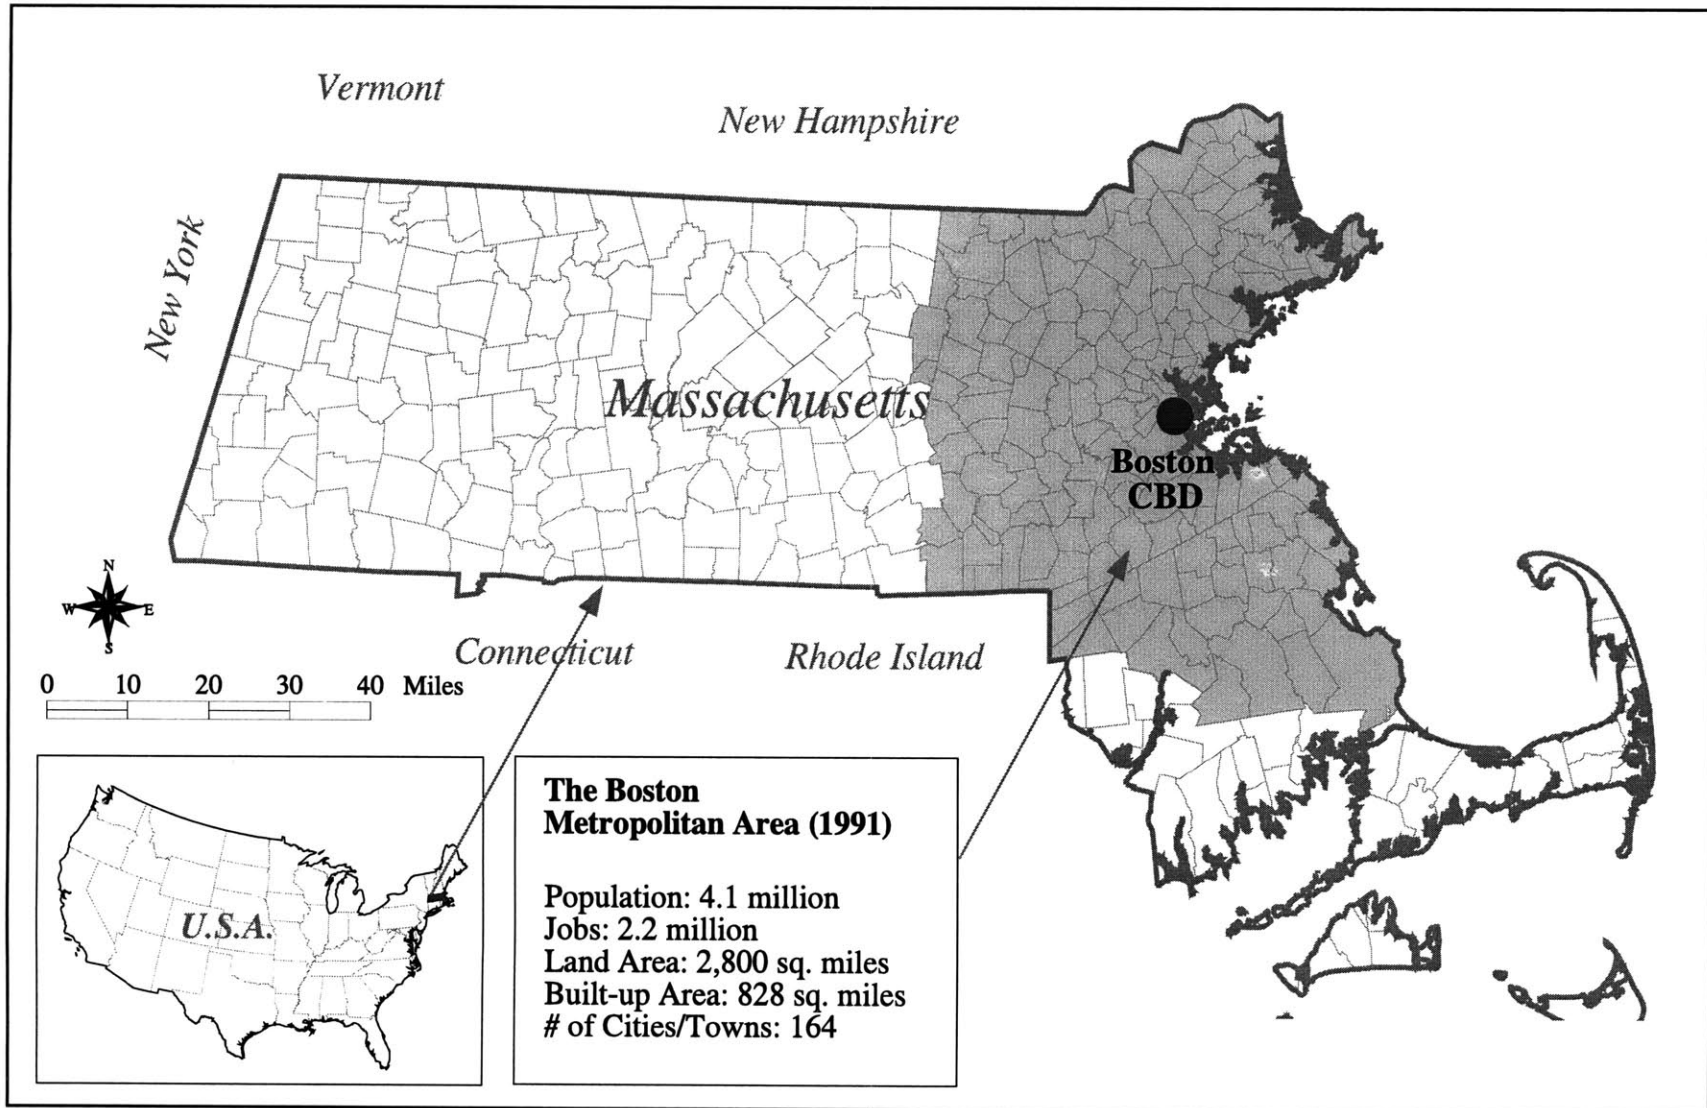 Vermont
New Hampshire
New York
Massachusetts
Boston
CBD
N
W E
S
Connecticut
Rhode Island
0 10 20 30 40 Miles
U.S.A.
The Boston
Metropolitan Area (1991)
Population: 4.1 million
Jobs: 2.2 million
Land Area: 2,800 sq. miles
Built-up Area: 828 sq. miles
# of Cities/Towns: 164